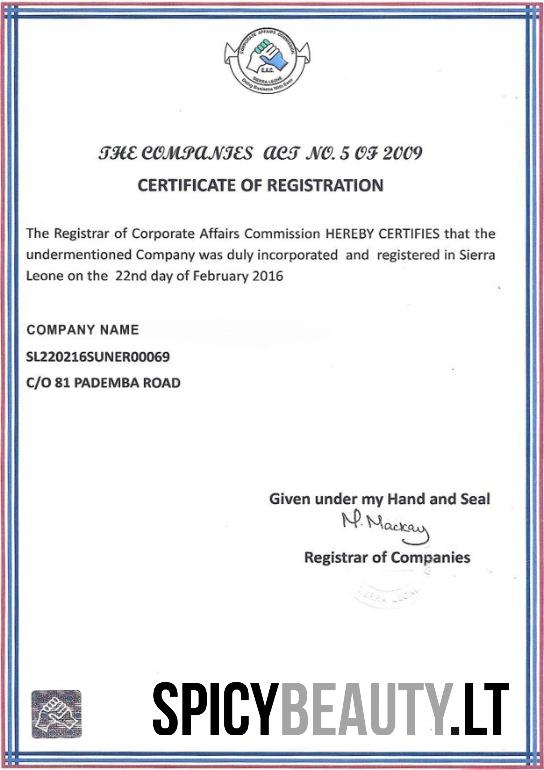 CORPORATE AFFAIRS COMMISSION
C.A.C.
SIERRA LEONE
Doing Business With Ease
THE COMPANIES ACT NO. 5 OF 2009
CERTIFICATE OF REGISTRATION
The Registrar of Corporate Affairs Commission HEREBY CERTIFIES that the
undermentioned Company was duly incorporated and registered in Sierra
Leone on the 22nd day of February 2016
COMPANY NAME
SL220216SUNER00069
C/O 81 PADEMBA ROAD
Given under my Hand and Seal
M. Mackay
Registrar of Companies
SIERRA LEONE
SPICYBEAUTY.LT